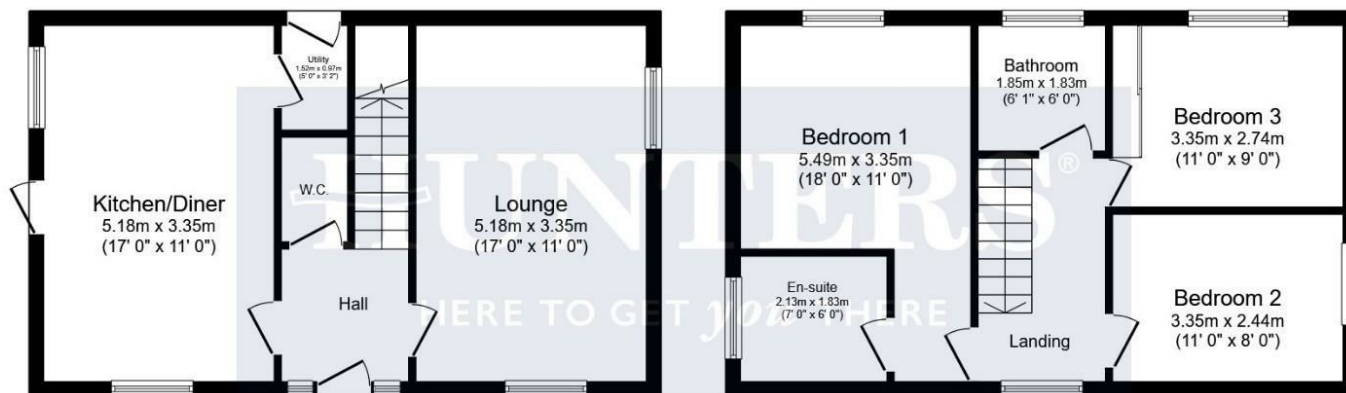 Utility
1.52m x 0.97m
(5' 0" x 3' 2")
W.C.
Kitchen/Diner
5.18m x 3.35m
(17' 0" x 11' 0")
Lounge
5.18m x 3.35m
(17' 0" x 11' 0")
Hall
Bathroom
1.85m x 1.83m
(6' 1" x 6' 0")
Bedroom 1
5.49m x 3.35m
(18' 0" x 11' 0")
Bedroom 3
3.35m x 2.74m
(11' 0" x 9' 0")
En-suite
2.13m x 1.83m
(7' 0" x 6' 0")
Landing
Bedroom 2
3.35m x 2.44m
(11' 0" x 8' 0")
HUNTERS®
HERE TO GET you THERE